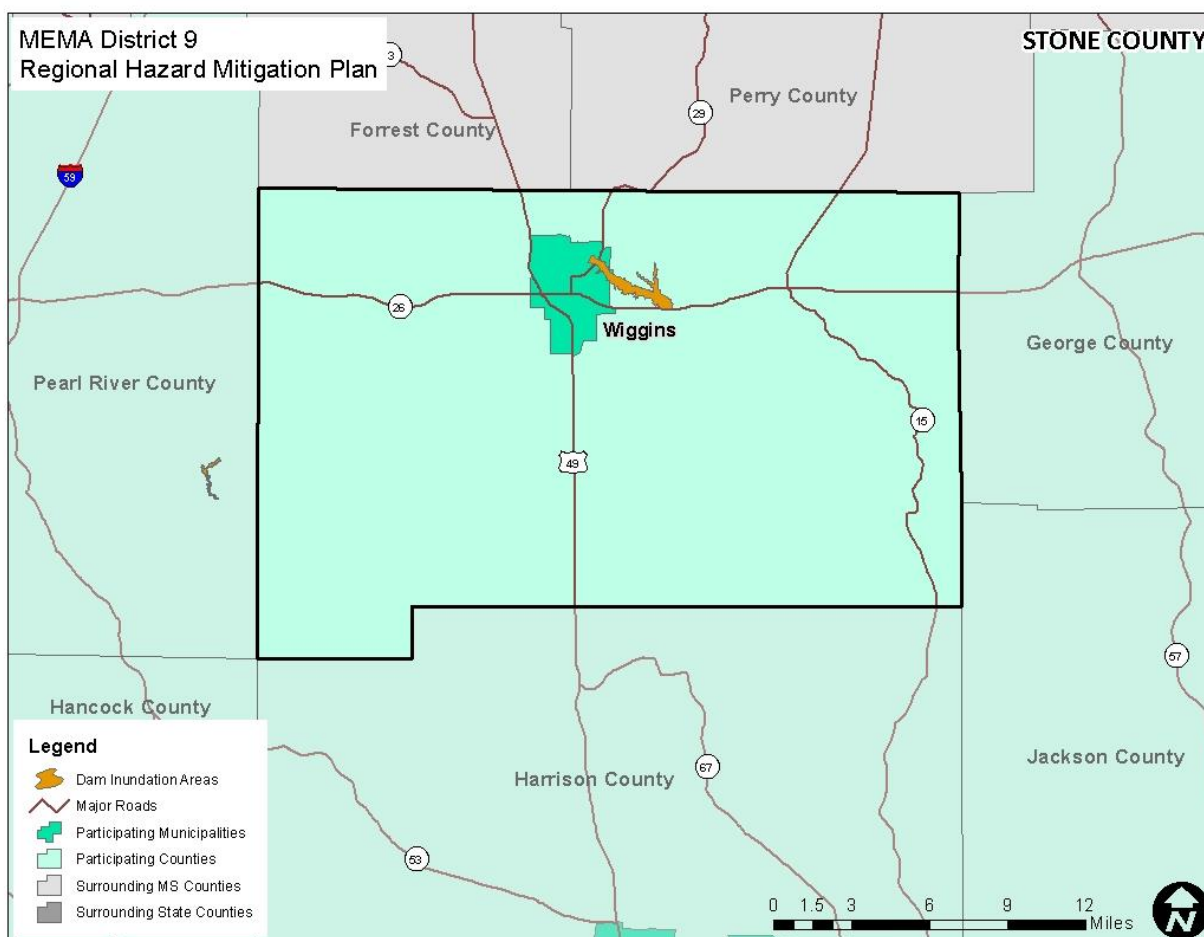 MEMA District 9
Regional Hazard Mitigation Plan
STONE COUNTY
3
Perry County
29
Forrest County
59
26
Wiggins
George County
Pearl River County
15
49
57
Hancock County
Jackson County
67
Harrison County
53
Legend
Dam Inundation Areas
Major Roads
Participating Municipalities
Participating Counties
Surrounding MS Counties
Surrounding State Counties
0 1.5 3 6 9 12
Miles
N